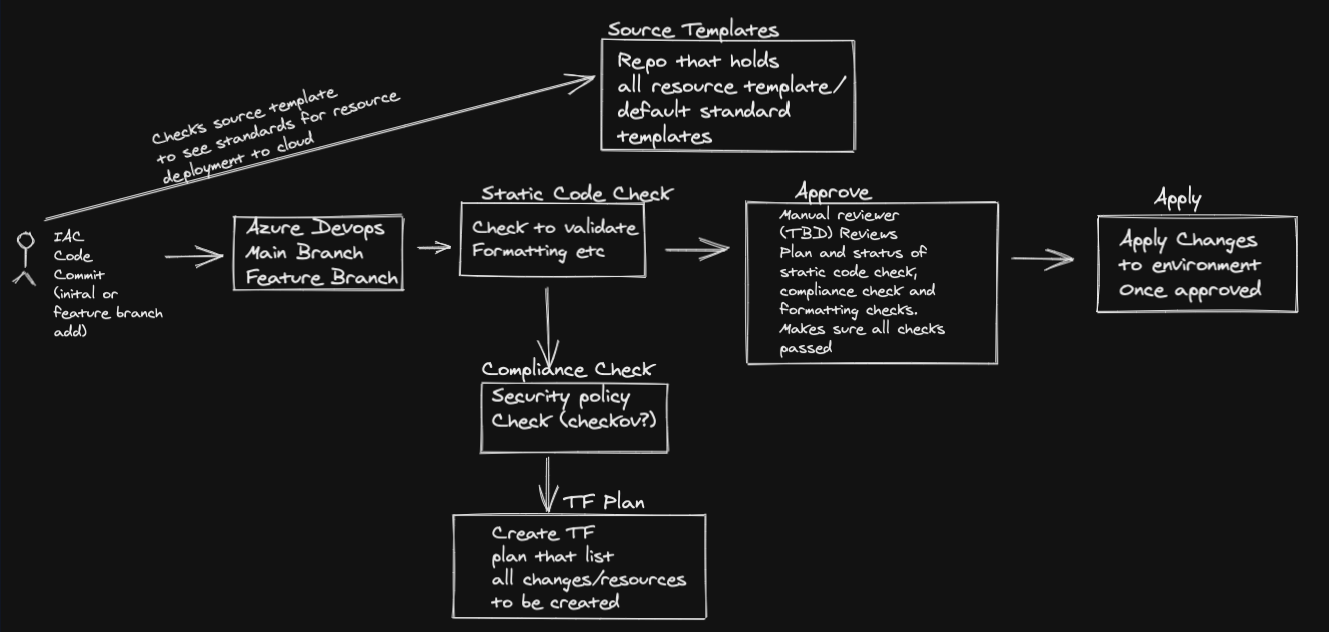 Source Templates
Repo that holds
all resource template/
default standard
templates
Checks source template
to see standards for resource
deployment to cloud
IAC
Code
Commit
(inital or
feature branch
add)
Azure Devops
Main Branch
Feature Branch
Static Code Check
Check to validate
Formatting etc
Approve
Manual reviewer
(TBD) Reviews
Plan and status of
static code check,
compliance check and
formatting checks.
Makes sure all checks
passed
Apply
Apply Changes
to environment
Once approved
Compliance Check
Security policy
Check (checkov?)
TF Plan
Create TF
plan that list
all changes/resources
to be created